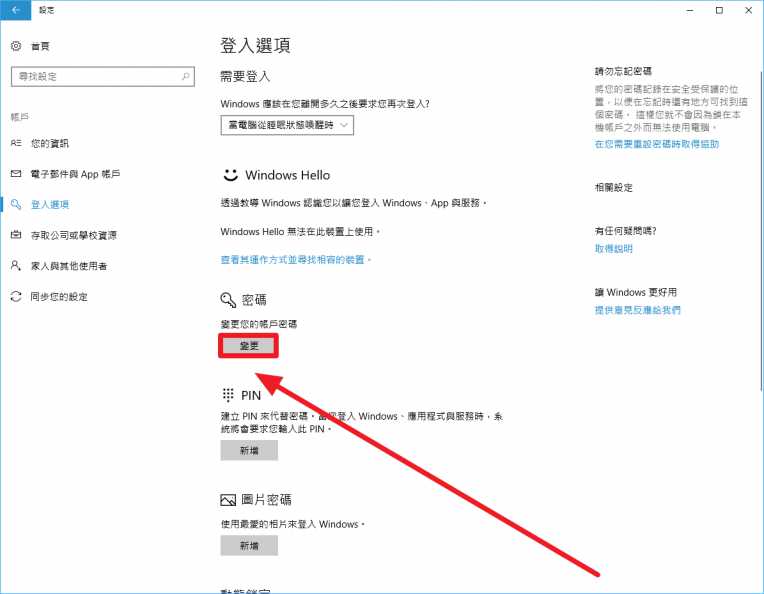 設定
首頁
尋找設定
帳戶
您的資訊
電子郵件與 App 帳戶
登入選項
存取公司或學校資源
家人與其他使用者
同步您的設定
登入選項
需要登入
Windows 應該在您離開多久之後要求您再次登入?
當電腦從睡眠狀態喚醒時
Windows Hello
透過教導 Windows 認識您以讓您登入 Windows、App 與服務。
Windows Hello 無法在此裝置上使用。
查看其運作方式並尋找相容的裝置。
密碼
變更您的帳戶密碼
變更
PIN
建立 PIN 來代替密碼。當您登入 Windows、應用程式與服務時，系
統將會要求您輸入此 PIN。
新增
圖片密碼
使用最愛的相片來登入 Windows。
新增
動態鎖定
請勿忘記密碼
將您的密碼記錄在安全受保護的位
置，以便在忘記時還有地方可找到這
個密碼。這樣您就不會因為鎖在本
機帳戶之外而無法使用電腦。
在您需要重設密碼時取得協助
相關設定
有任何疑問嗎?
取得說明
讓 Windows 更好用
提供意見反應給我們